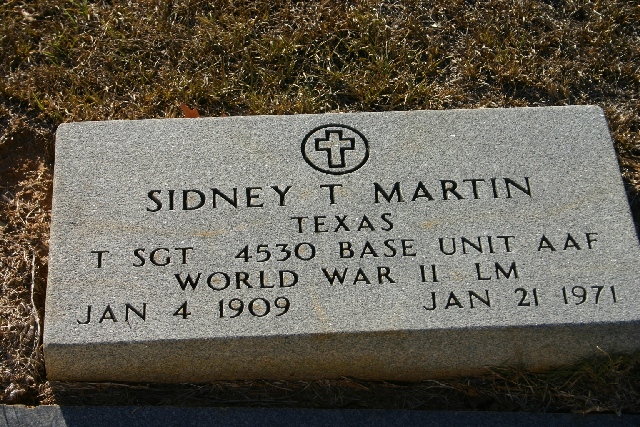 SIDNEY T MARTIN
TEXAS
T SGT 4530 BASE UNIT AAF
WORLD WAR II LM
JAN 4 1909 JAN 21 1971